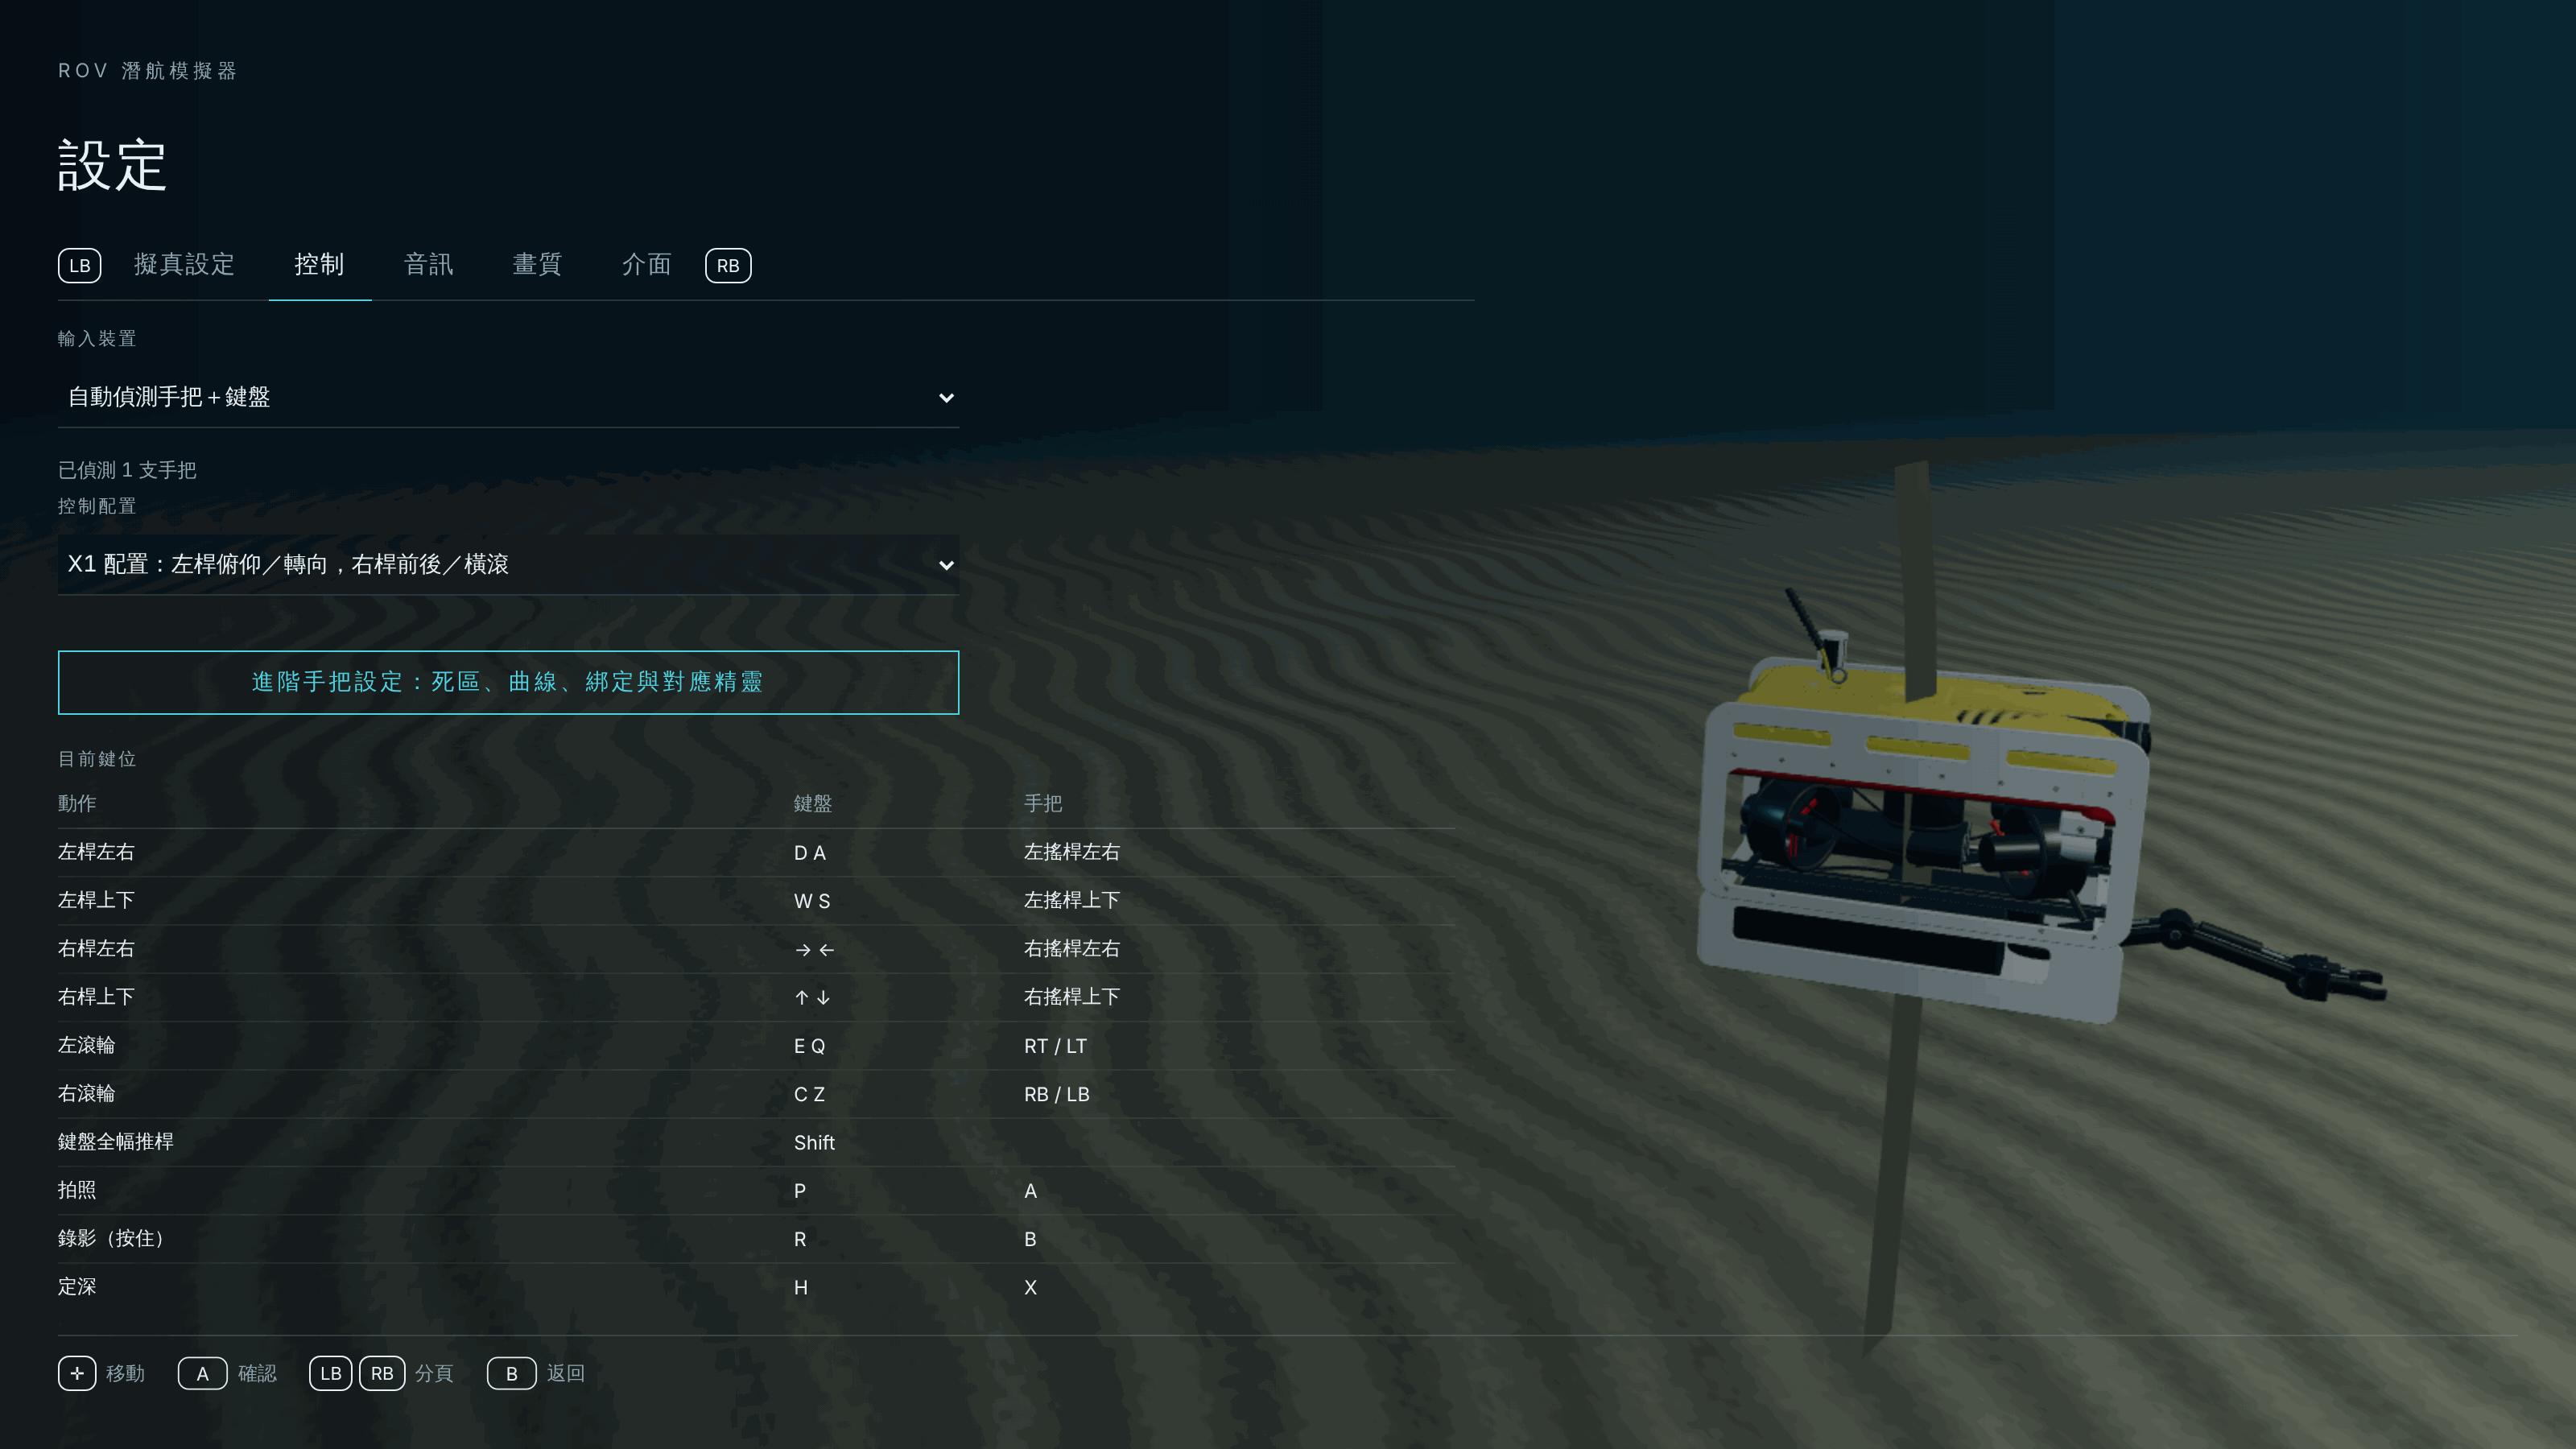 ROV 潛航模擬器
設定
LB 擬真設定 控制 音訊 畫質 介面 RB
輸入裝置
自動偵測手把＋鍵盤
已偵測 1 支手把
控制配置
X1 配置：左桿俯仰／轉向，右桿前後／橫滾
進階手把設定：死區、曲線、綁定與對應精靈
目前鍵位
動作 鍵盤 手把
左桿左右 D A 左搖桿左右
左桿上下 W S 左搖桿上下
右桿左右 → ← 右搖桿左右
右桿上下 ↑ ↓ 右搖桿上下
左滾輪 E Q RT / LT
右滾輪 C Z RB / LB
鍵盤全幅推桿 Shift
拍照 P A
錄影（按住） R B
定深 H X
✛ 移動 A 確認 LB RB 分頁 B 返回